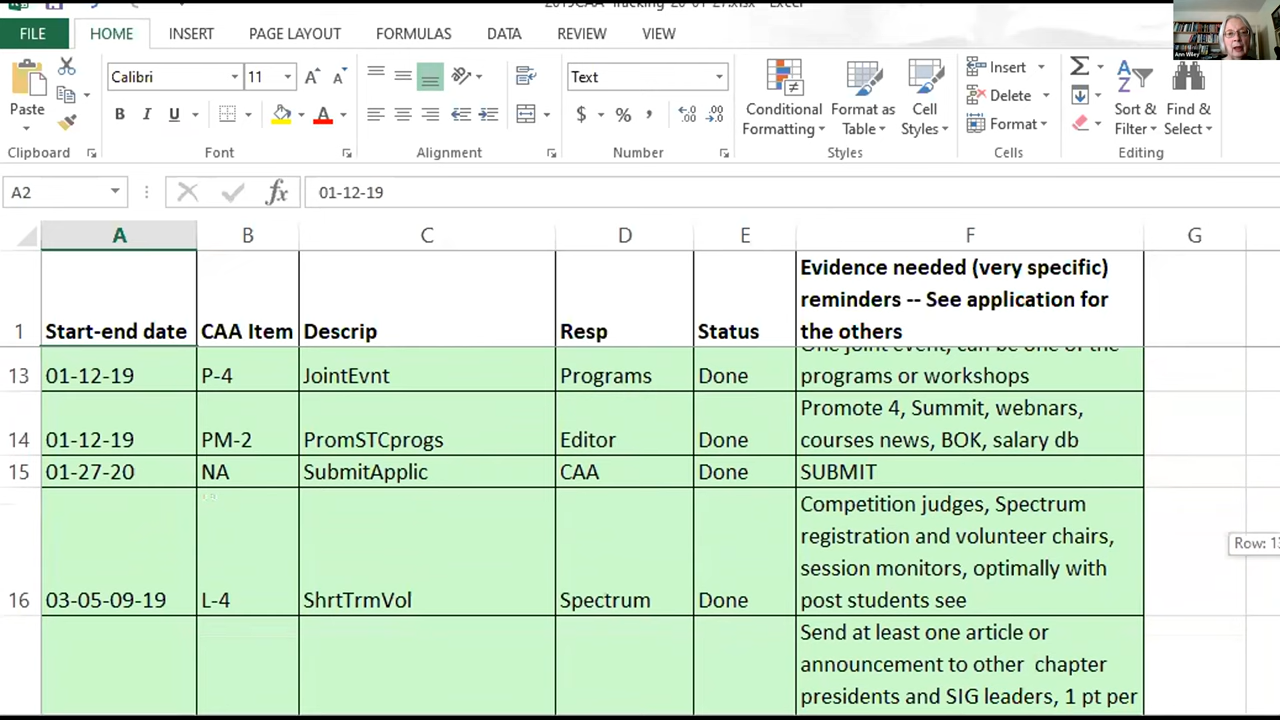 2019CAA-Tracking-20-01-27.xlsx - Excel
Ann Wiley
FILE HOME INSERT PAGE LAYOUT FORMULAS DATA REVIEW VIEW
Calibri 11 Text
Paste B I U A $ % , Conditional Formatting Format as Table Cell Styles Insert Delete Format Sort & Filter Find & Select
Clipboard Font Alignment Number Styles Cells Editing
A2 fx 01-12-19
A B C D E F G
1 Start-end date CAA Item Descrip Resp Status Evidence needed (very specific)
reminders -- See application for
the others
One joint event, can be one of the
13 01-12-19 P-4 JointEvnt Programs Done programs or workshops
Promote 4, Summit, webnars,
14 01-12-19 PM-2 PromSTCprogs Editor Done courses news, BOK, salary db
15 01-27-20 NA SubmitApplic CAA Done SUBMIT
Competition judges, Spectrum
registration and volunteer chairs,
Row: 13
session monitors, optimally with
16 03-05-09-19 L-4 ShrtTrmVol Spectrum Done post students see
Send at least one article or
announcement to other chapter
presidents and SIG leaders, 1 pt per